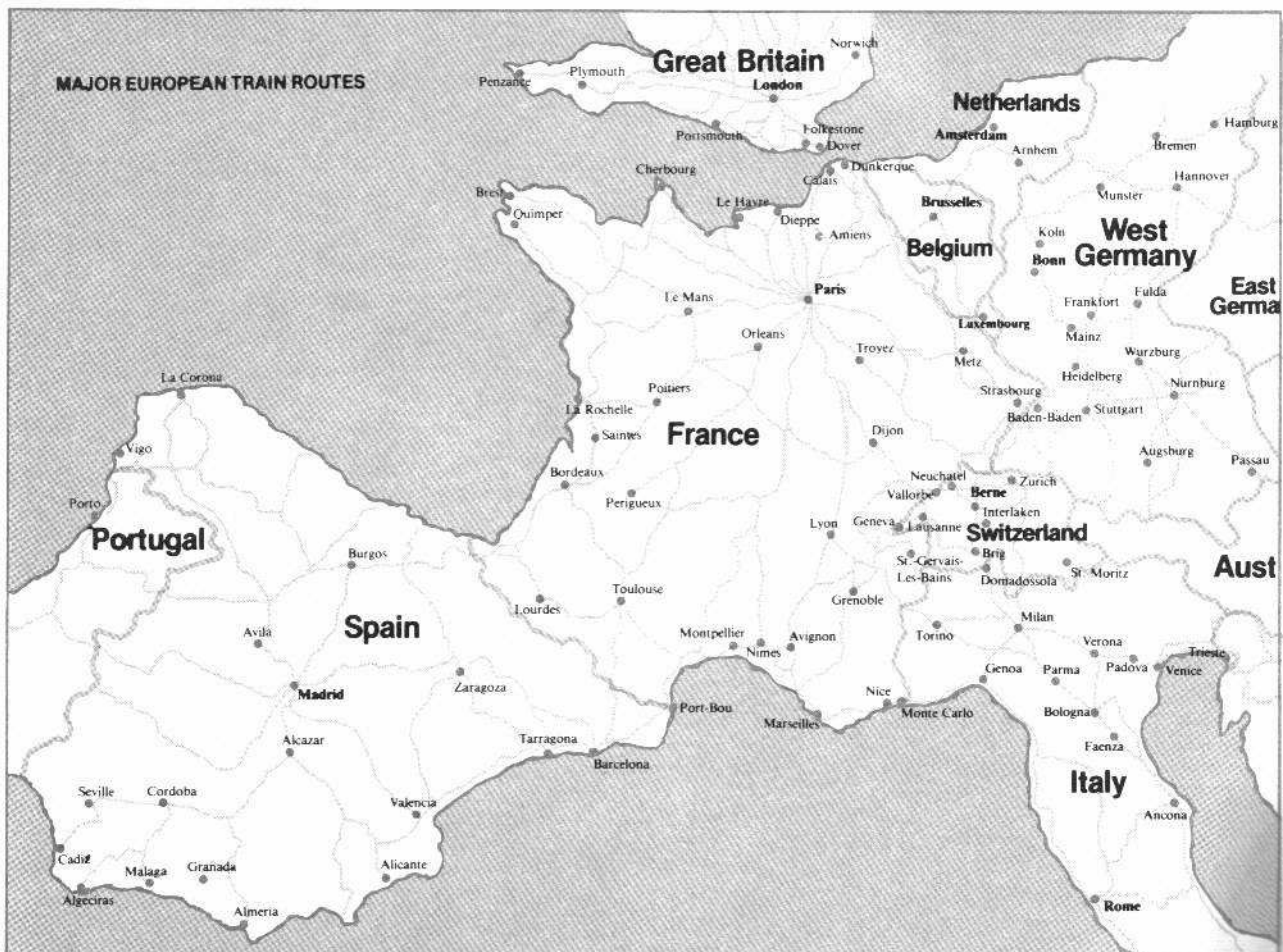 MAJOR EUROPEAN TRAIN ROUTES
Great Britain
Norwich
Penzance
Plymouth
London
Portsmouth
Folkestone
Dover
Netherlands
Amsterdam
Arnhem
Hamburg
Bremen
Hannover
Munster
Cherbourg
Calais
Dunkerque
Brest
Quimper
Le Havre
Dieppe
Amiens
Brusselles
Belgium
Koln
Bonn
West
Germany
East
Germa
Paris
Le Mans
Orleans
Troyez
Luxembourg
Metz
Frankfort
Fulda
Mainz
Wurzburg
Heidelberg
Nurnburg
Strasbourg
Baden-Baden
Stuttgart
Augsburg
Passau
La Corona
Vigo
Porto
Portugal
Poitiers
La Rochelle
Saintes
France
Dijon
Bordeaux
Perigueux
Neuchatel
Vallorbe
Berne
Zurich
Geneva
Lausanne
Interlaken
Switzerland
Lyon
Brig
St.-Gervais-
Les-Bains
Domadossola
St. Moritz
Aust
Burgos
Lourdes
Toulouse
Grenoble
Avila
Spain
Montpellier
Nimes
Avignon
Torino
Milan
Verona
Padova
Venice
Trieste
Madrid
Zaragoza
Port-Bou
Marseilles
Nice
Monte Carlo
Genoa
Parma
Bologna
Faenza
Alcazar
Tarragona
Barcelona
Italy
Seville
Cordoba
Valencia
Ancona
Cadiz
Algeciras
Malaga
Granada
Alicante
Almeria
Rome